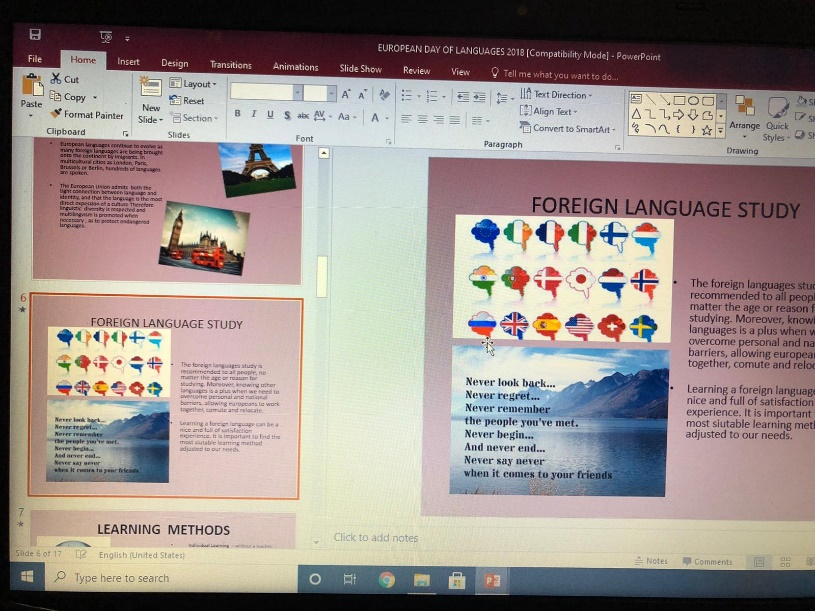 EUROPEAN DAY OF LANGUAGES 2018 [Compatibility Mode] - PowerPoint
File
Home
Insert
Design
Transitions
Animations
Slide Show
Review
View
Tell me what you want to do...
Paste
Cut
Copy
Format Painter
Clipboard
New
Slide
Layout
Reset
Section
Slides
B I U S abc AV Aa A
Font
Paragraph
Text Direction
Align Text
Convert to SmartArt
Arrange
Quick
Styles
Drawing
European languages continue to evolve as
many foreign languages are being brought
onto the continent by imigrants. In
multicultural cities as London, Paris,
Brussels or Berlin, hundreds of languages
are spoken.
The European Union admits both the
tight connection between language and
identity, and that the language is the most
direct expression of a culture. Therefore
linguistic diversity is respected and
multilingism is promoted when
necessary, as to protect endangered
languages.
6
FOREIGN LANGUAGE STUDY
The foreign languages study is
recommended to all people, no
matter the age or reason for
studying. Moreover, knowing other
languages is a plus when we need to
overcome personal and national
barriers, allowing europeans to work
together, comute and relocate.
Learning a foreign language can be a
nice and full of satisfaction
experience. It is important to find the
most siutable learning method
adjusted to our needs.
Never look back...
Never regret...
Never remember
the people you've met.
Never begin...
And never end...
Never say never
when it comes to your friends
7
LEARNING METHODS
Individual Learning - without a teacher
FOREIGN LANGUAGE STUDY
The foreign languages
recommended to all
matter the age or reason
studying. Moreover,
languages is a plus when
overcome personal and
barriers, allowing
together, comute and
Learning a foreign
nice and full of satisfaction
experience. It is important
most siutable learning
adjusted to our needs.
Never look back...
Never regret...
Never remember
the people you've met.
Never begin...
And never end...
Never say never
when it comes to your friends
Click to add notes
Slide 6 of 17
English (United States)
Notes
Comments
Type here to search